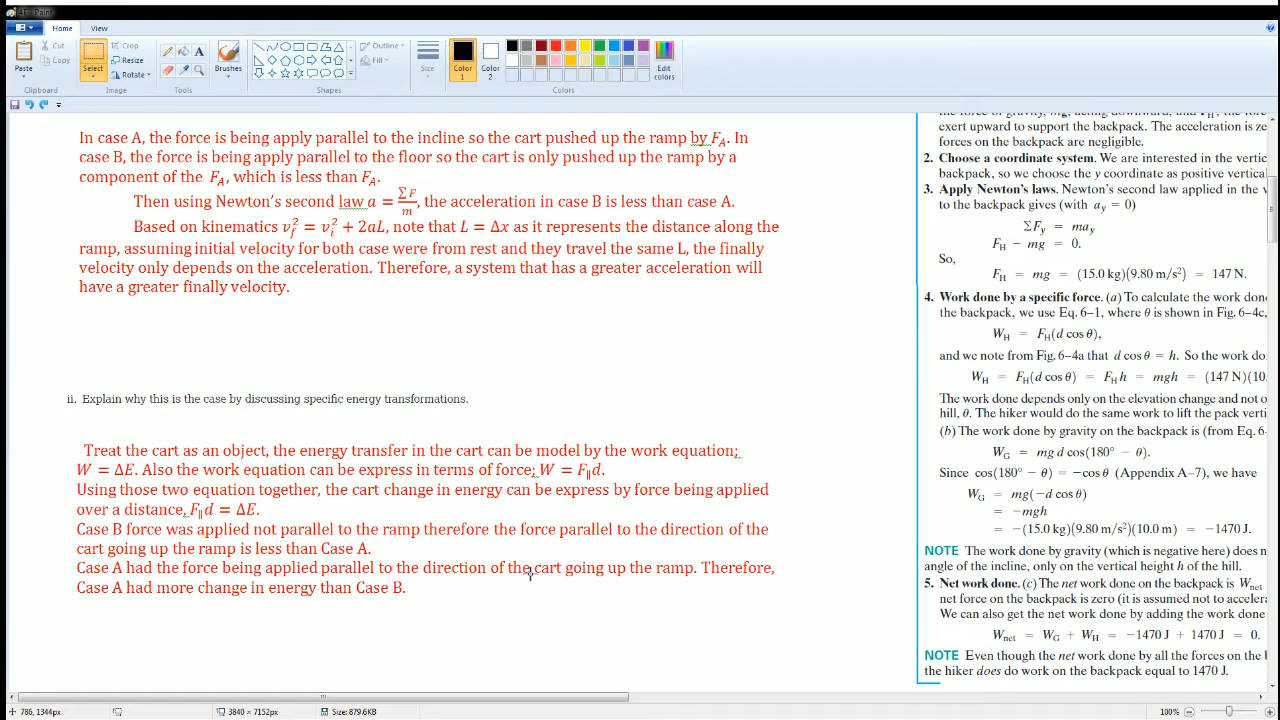 4E - Paint
Home
View
Paste
Cut
Copy
Clipboard
Select
Crop
Resize
Rotate
Image
A
Tools
Brushes
Shapes
Outline
Fill
Size
Color
1
Color
2
Edit
colors
Colors
In case A, the force is being apply parallel to the incline so the cart pushed up the ramp by F_A. In
case B, the force is being apply parallel to the floor so the cart is only pushed up the ramp by a
component of the F_A, which is less than F_A.
Then using Newton's second law a = ΣF/m, the acceleration in case B is less than case A.
Based on kinematics v_f^2 = v_i^2 + 2aL, note that L = Δx as it represents the distance along the
ramp, assuming initial velocity for both case were from rest and they travel the same L, the finally
velocity only depends on the acceleration. Therefore, a system that has a greater acceleration will
have a greater finally velocity.
ii. Explain why this is the case by discussing specific energy transformations.
Treat the cart as an object, the energy transfer in the cart can be model by the work equation;
W = ΔE. Also the work equation can be express in terms of force; W = F∥d.
Using those two equation together, the cart change in energy can be express by force being applied
over a distance, F∥d = ΔE.
Case B force was applied not parallel to the ramp therefore the force parallel to the direction of the
cart going up the ramp is less than Case A.
Case A had the force being applied parallel to the direction of the cart going up the ramp. Therefore,
Case A had more change in energy than Case B.
exert upward to support the backpack. The acceleration is ze
forces on the backpack are negligible.
2. Choose a coordinate system. We are interested in the vertic
backpack, so we choose the y coordinate as positive vertical
3. Apply Newton's laws. Newton's second law applied in the v
to the backpack gives (with a_y = 0)
ΣF_y = ma_y
F_H − mg = 0.
So,
F_H = mg = (15.0 kg)(9.80 m/s²) = 147 N.
4. Work done by a specific force. (a) To calculate the work don
the backpack, we use Eq. 6–1, where θ is shown in Fig. 6–4c,
W_H = F_H(d cos θ),
and we note from Fig. 6–4a that d cos θ = h. So the work do
W_H = F_H(d cos θ) = F_H h = mgh = (147 N)(10.
The work done depends only on the elevation change and not o
hill, θ. The hiker would do the same work to lift the pack verti
(b) The work done by gravity on the backpack is (from Eq. 6–
W_G = mg d cos(180° − θ).
Since cos(180° − θ) = −cos θ (Appendix A–7), we have
W_G = mg(−d cos θ)
= −mgh
= −(15.0 kg)(9.80 m/s²)(10.0 m) = −1470 J.
NOTE The work done by gravity (which is negative here) does n
angle of the incline, only on the vertical height h of the hill.
5. Net work done. (c) The net work done on the backpack is W_net
net force on the backpack is zero (it is assumed not to accelera
We can also get the net work done by adding the work done
W_net = W_G + W_H = −1470 J + 1470 J = 0.
NOTE Even though the net work done by all the forces on the b
the hiker does do work on the backpack equal to 1470 J.
786, 1344px
3840 × 7152px
Size: 879.6KB
100%